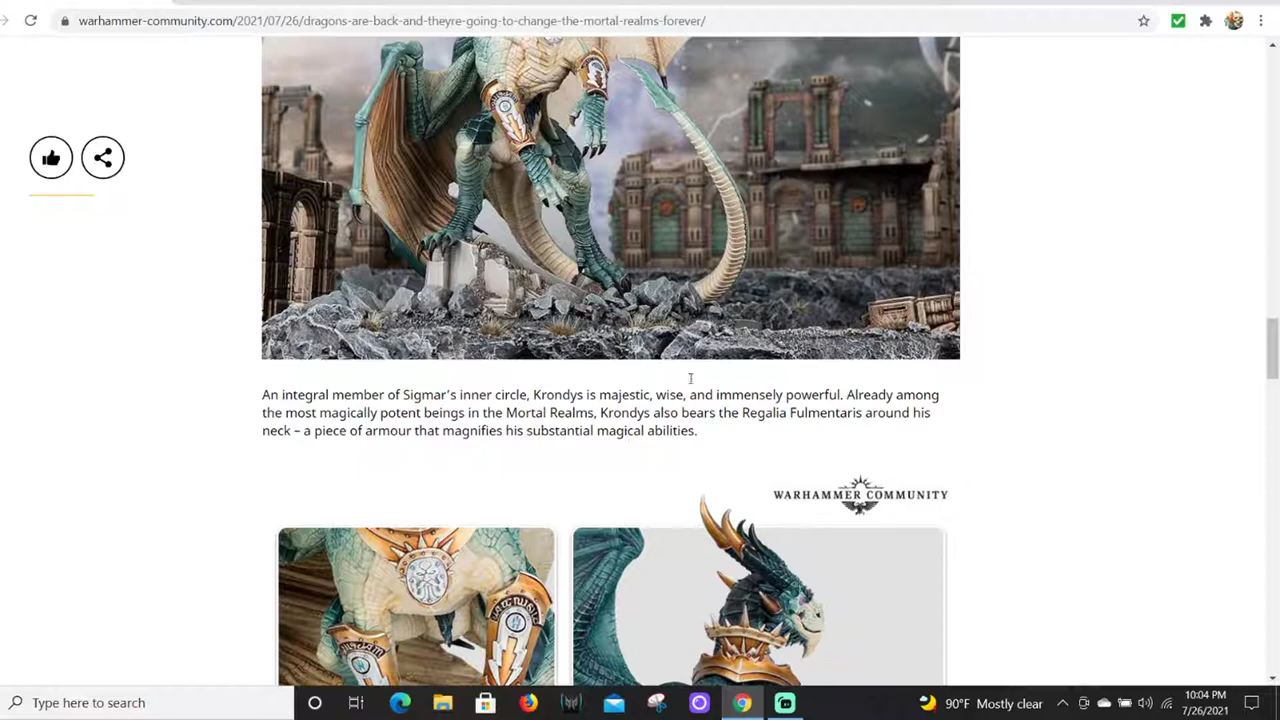 warhammer-community.com/2021/07/26/dragons-are-back-and-theyre-going-to-change-the-mortal-realms-forever/
An integral member of Sigmar's inner circle, Krondys is majestic, wise, and immensely powerful. Already among
the most magically potent beings in the Mortal Realms, Krondys also bears the Regalia Fulmentaris around his
neck – a piece of armour that magnifies his substantial magical abilities.
WARHAMMER COMMUNITY
Type here to search
90°F Mostly clear
10:04 PM
7/26/2021